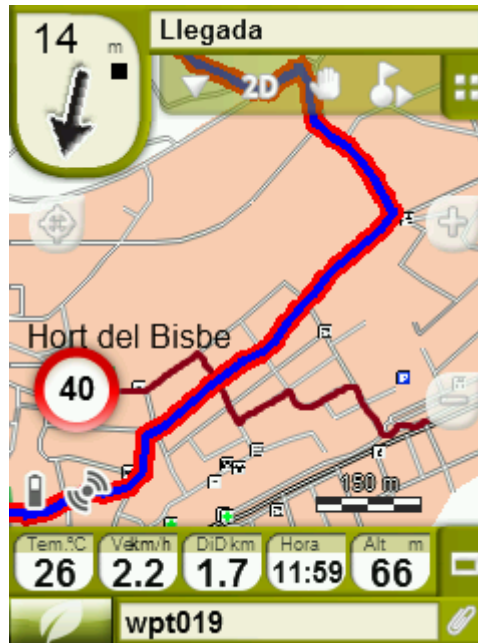 14 m
Llegada
2D
Hort del Bisbe
40
150 m
Tem.ºC
Ve km/h
DiD km
Hora
Alt m
26
2.2
1.7
11:59
66
wpt019